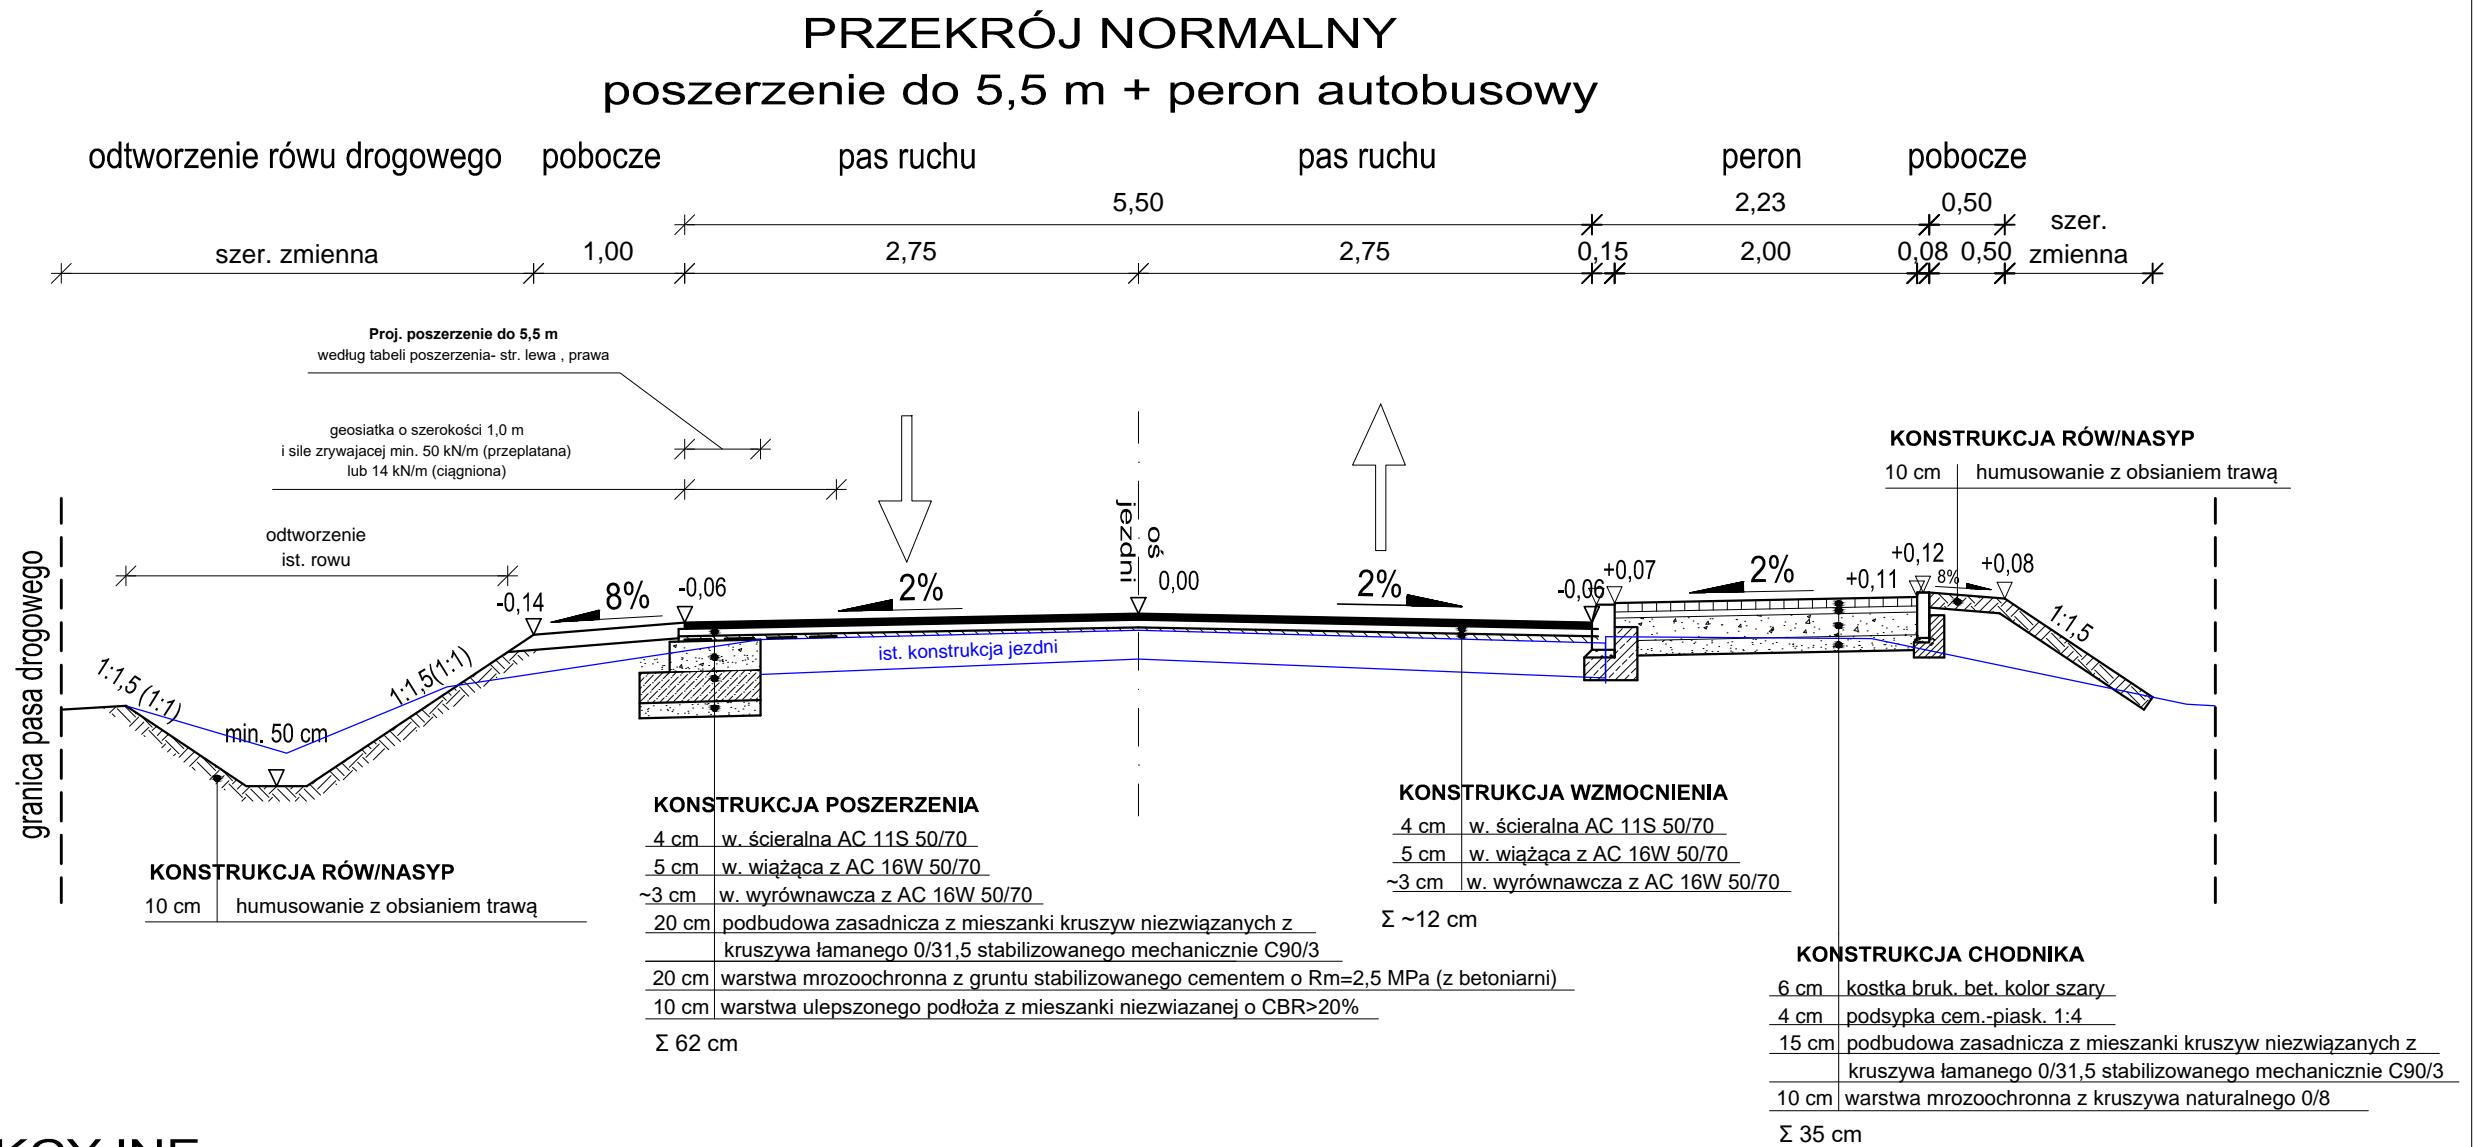 PRZEKRÓJ NORMALNY
poszerzenie do 5,5 m + peron autobusowy
odtworzenie rówu drogowego pobocze pas ruchu pas ruchu peron pobocze
5,50 2,23 0,50
szer. zmienna 1,00 2,75 2,75 0,15 2,00 0,08 0,50 szer.
zmienna
Proj. poszerzenie do 5,5 m
według tabeli poszerzenia- str. lewa , prawa
geosiatka o szerokości 1,0 m
i sile zrywajacej min. 50 kN/m (przeplatana)
lub 14 kN/m (ciągniona)
odtworzenie
ist. rowu
granica pasa drogowego
1:1,5 (1:1)
min. 50 cm
1:1,5(1:1)
-0,14
8%
-0,06
2%
oś
jezdni
0,00
2%
-0,06
+0,07
2%
+0,11
+0,12
8%
+0,08
1:1,5
ist. konstrukcja jezdni
KONSTRUKCJA RÓW/NASYP
10 cm humusowanie z obsianiem trawą
KONSTRUKCJA RÓW/NASYP
10 cm humusowanie z obsianiem trawą
KONSTRUKCJA POSZERZENIA
4 cm w. ścieralna AC 11S 50/70
5 cm w. wiążąca z AC 16W 50/70
~3 cm w. wyrównawcza z AC 16W 50/70
20 cm podbudowa zasadnicza z mieszanki kruszyw niezwiązanych z
kruszywa łamanego 0/31,5 stabilizowanego mechanicznie C90/3
20 cm warstwa mrozoochronna z gruntu stabilizowanego cementem o Rm=2,5 MPa (z betoniarni)
10 cm warstwa ulepszonego podłoża z mieszanki niezwiazanej o CBR>20%
Σ 62 cm
KONSTRUKCJA WZMOCNIENIA
4 cm w. ścieralna AC 11S 50/70
5 cm w. wiążąca z AC 16W 50/70
~3 cm w. wyrównawcza z AC 16W 50/70
Σ ~12 cm
KONSTRUKCJA CHODNIKA
6 cm kostka bruk. bet. kolor szary
4 cm podsypka cem.-piask. 1:4
15 cm podbudowa zasadnicza z mieszanki kruszyw niezwiązanych z
kruszywa łamanego 0/31,5 stabilizowanego mechanicznie C90/3
10 cm warstwa mrozoochronna z kruszywa naturalnego 0/8
Σ 35 cm